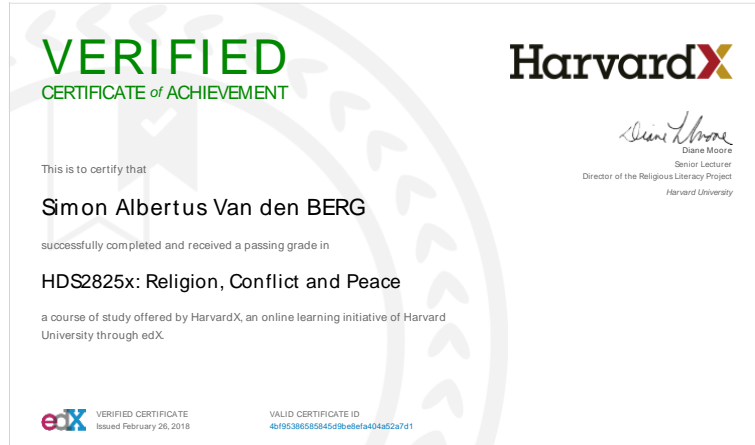 VERIFIED
CERTIFICATE of ACHIEVEMENT
HarvardX
Diane L Moore
Diane Moore
Senior Lecturer
Director of the Religious Literacy Project
Harvard University
This is to certify that
Simon Albertus Van den BERG
successfully completed and received a passing grade in
HDS2825x: Religion, Conflict and Peace
a course of study offered by HarvardX, an online learning initiative of Harvard
University through edX.
edX
VERIFIED CERTIFICATE
Issued February 26, 2018
VALID CERTIFICATE ID
4bf95386585845d9be8efa404a52a7d1